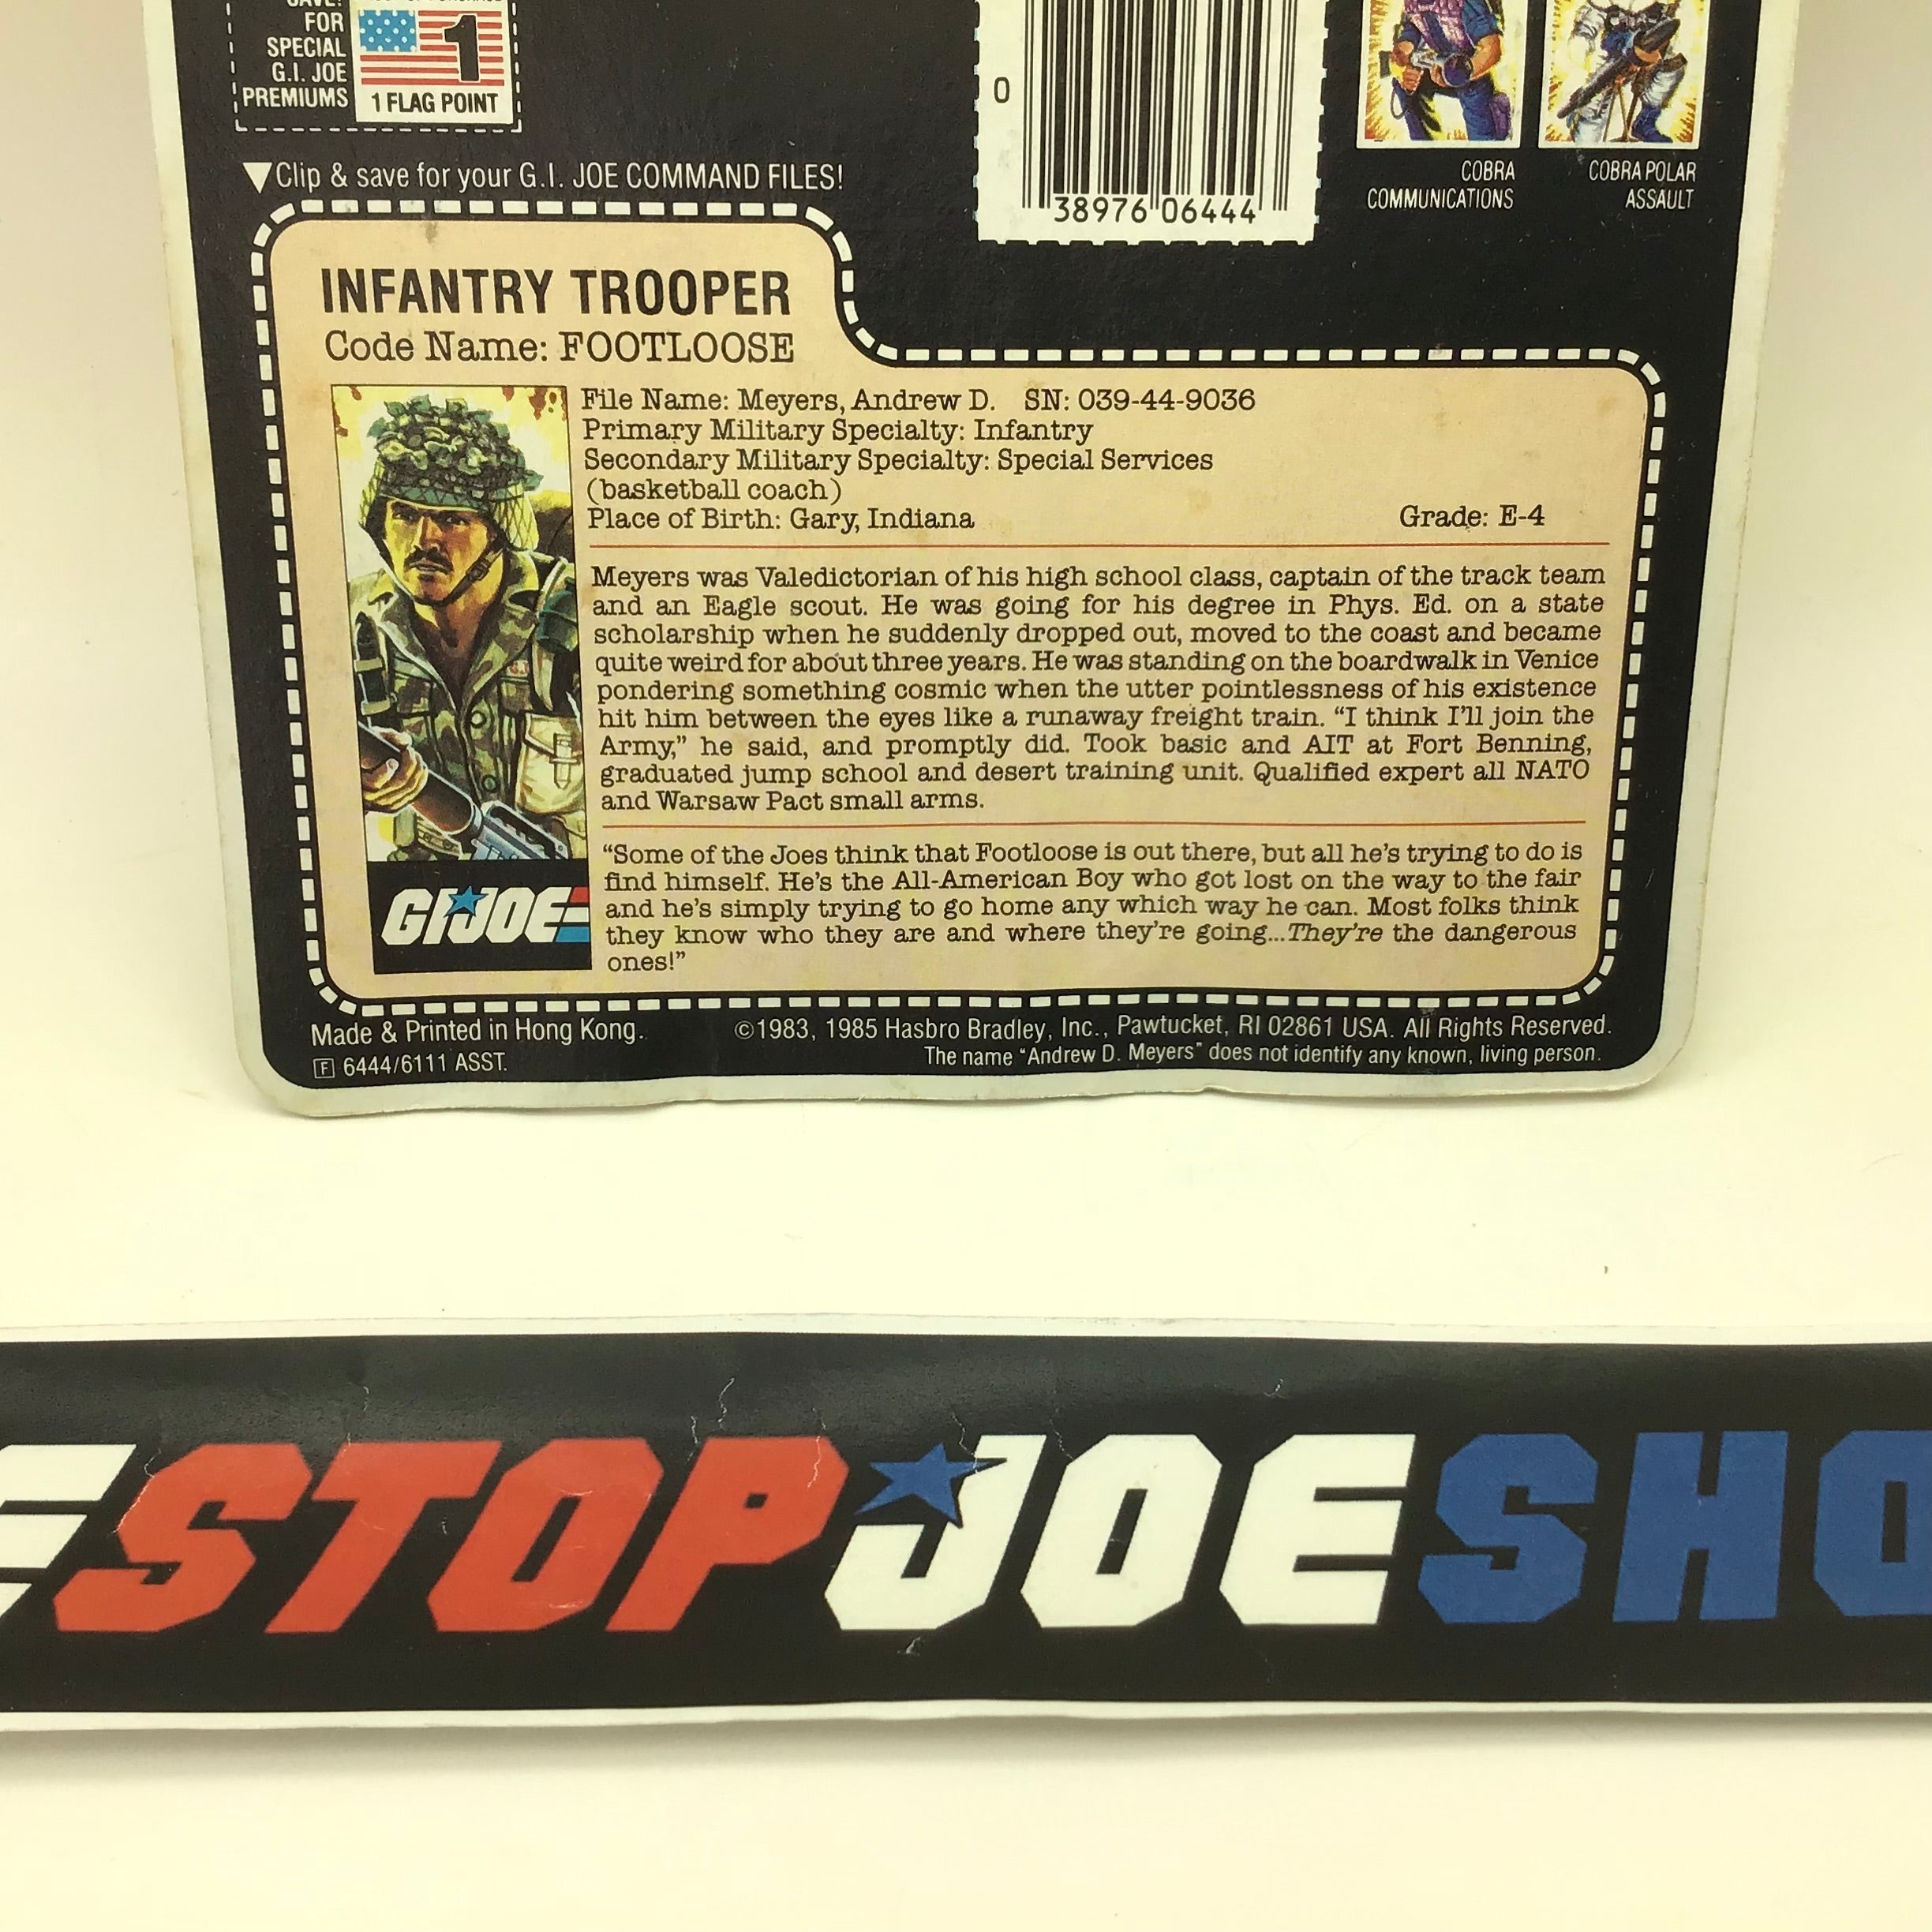 FOR
SPECIAL
G.I. JOE
PREMIUMS
1
1 FLAG POINT
▼Clip & save for your G.I. JOE COMMAND FILES!
0
38976 06444
COBRA
COMMUNICATIONS
COBRA POLAR
ASSAULT
INFANTRY TROOPER
Code Name: FOOTLOOSE
File Name: Meyers, Andrew D. SN: 039-44-9036
Primary Military Specialty: Infantry
Secondary Military Specialty: Special Services
(basketball coach)
Place of Birth: Gary, Indiana Grade: E-4
Meyers was Valedictorian of his high school class, captain of the track team
and an Eagle scout. He was going for his degree in Phys. Ed. on a state
scholarship when he suddenly dropped out, moved to the coast and became
quite weird for about three years. He was standing on the boardwalk in Venice
pondering something cosmic when the utter pointlessness of his existence
hit him between the eyes like a runaway freight train. “I think I’ll join the
Army,” he said, and promptly did. Took basic and AIT at Fort Benning,
graduated jump school and desert training unit. Qualified expert all NATO
and Warsaw Pact small arms.
“Some of the Joes think that Footloose is out there, but all he’s trying to do is
find himself. He’s the All-American Boy who got lost on the way to the fair
and he’s simply trying to go home any which way he can. Most folks think
they know who they are and where they’re going...They’re the dangerous
ones!”
GI JOE
Made & Printed in Hong Kong.
©1983, 1985 Hasbro Bradley, Inc., Pawtucket, RI 02861 USA. All Rights Reserved.
F 6444/6111 ASST.
The name “Andrew D. Meyers” does not identify any known, living person.
ESTOPJOESHO